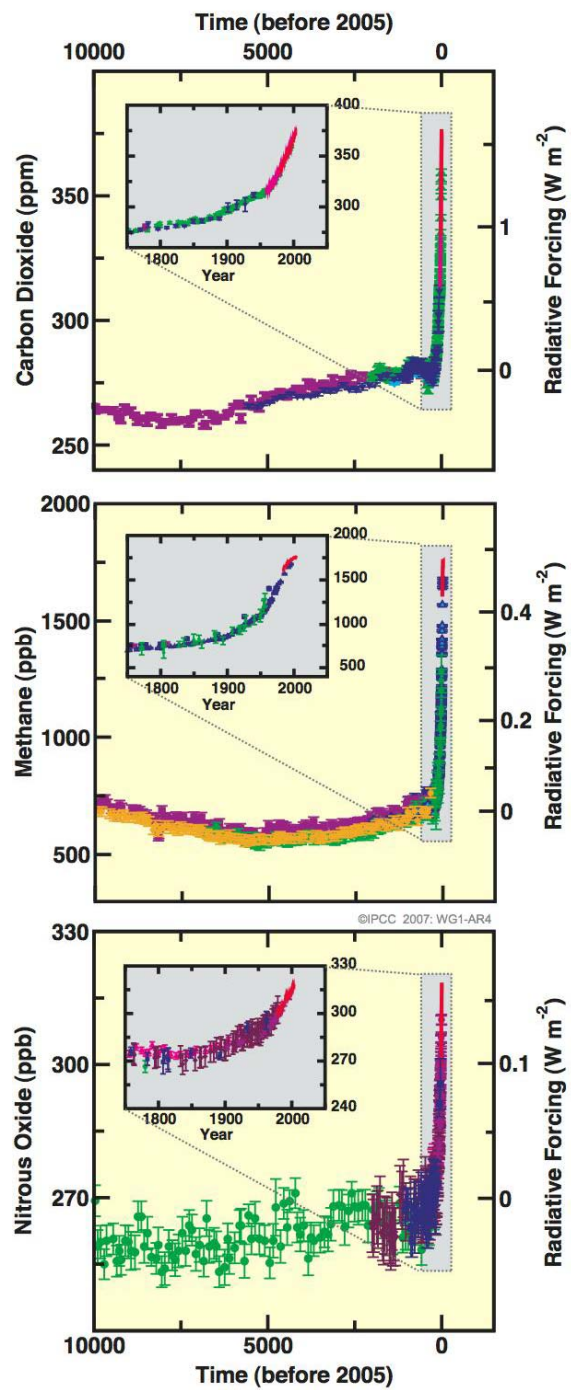 Time (before 2005)
10000 5000 0
Carbon Dioxide (ppm)
350
300
250
400
350
300
1800 1900 2000
Year
1
0
Radiative Forcing (W m-2)
Methane (ppb)
2000
1500
1000
500
2000
1500
1000
500
1800 1900 2000
Year
0.4
0.2
0
Radiative Forcing (W m-2)
©IPCC 2007: WG1-AR4
Nitrous Oxide (ppb)
330
300
270
330
300
270
240
1800 1900 2000
Year
0.1
0
Radiative Forcing (W m-2)
10000 5000 0
Time (before 2005)